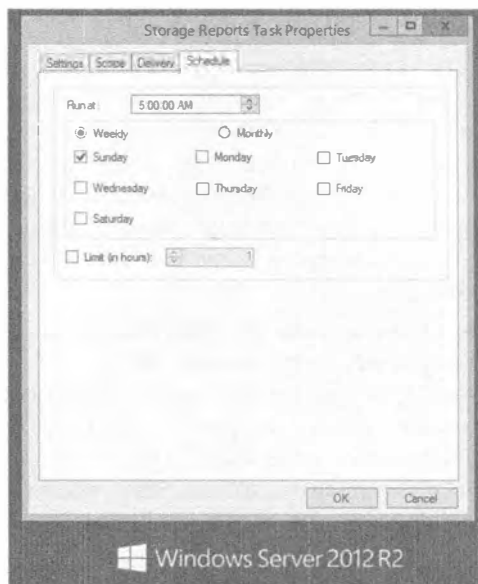 Storage Reports Task Properties
Settings Scope Delivery Schedule
Run at: 5:00:00 AM
Weekly Monthly
Sunday Monday Tuesday
Wednesday Thursday Friday
Saturday
Limit (in hours): 1
OK Cancel
Windows Server 2012 R2